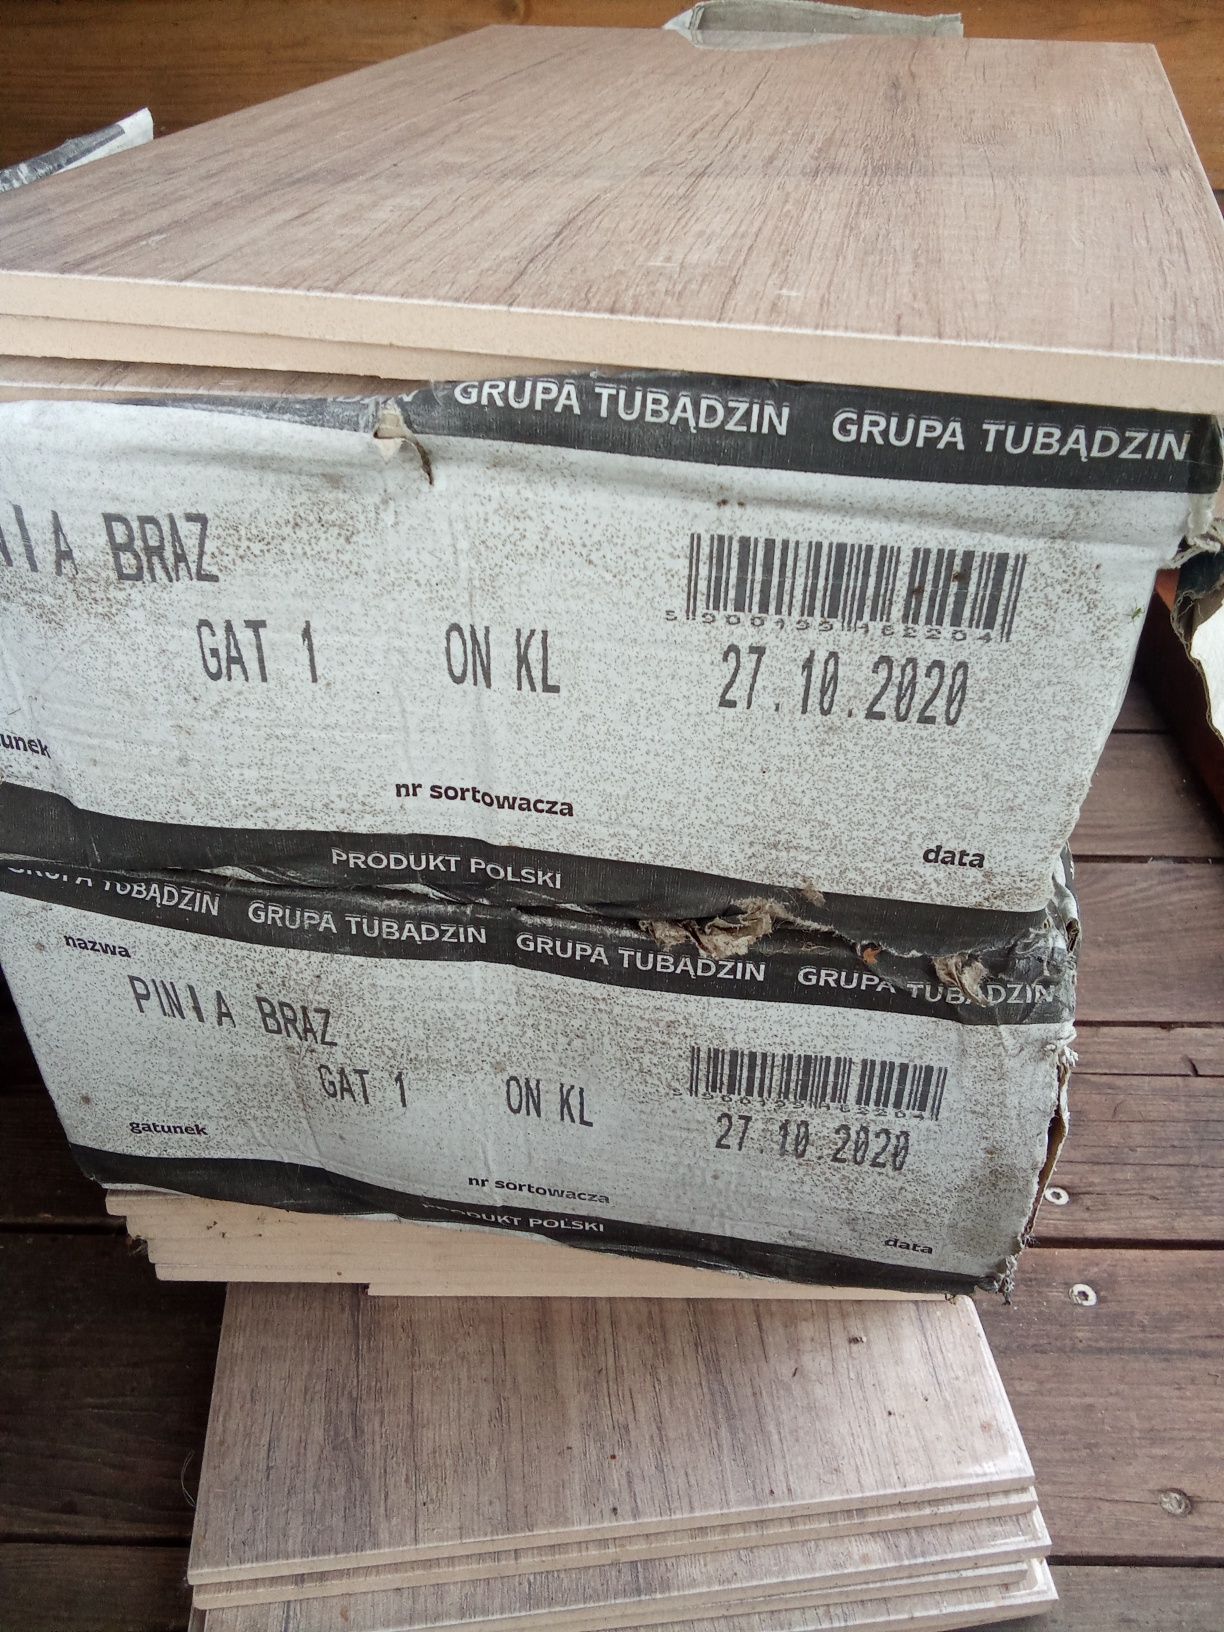 GRUPA TUBĄDZIN GRUPA TUBĄDZIN
BRAZ
5900199162204
GAT 1 ON KL 27.10.2020
nr sortowacza
data
PRODUKT POLSKI
GRUPA TUBĄDZIN GRUPA TUBĄDZIN GRUPA TUBĄDZIN GRUPA TUBĄDZIN
nazwa
PINIA BRAZ
GAT 1 ON KL 27.10.2020
gatunek
nr sortowacza
data
PRODUKT POLSKI